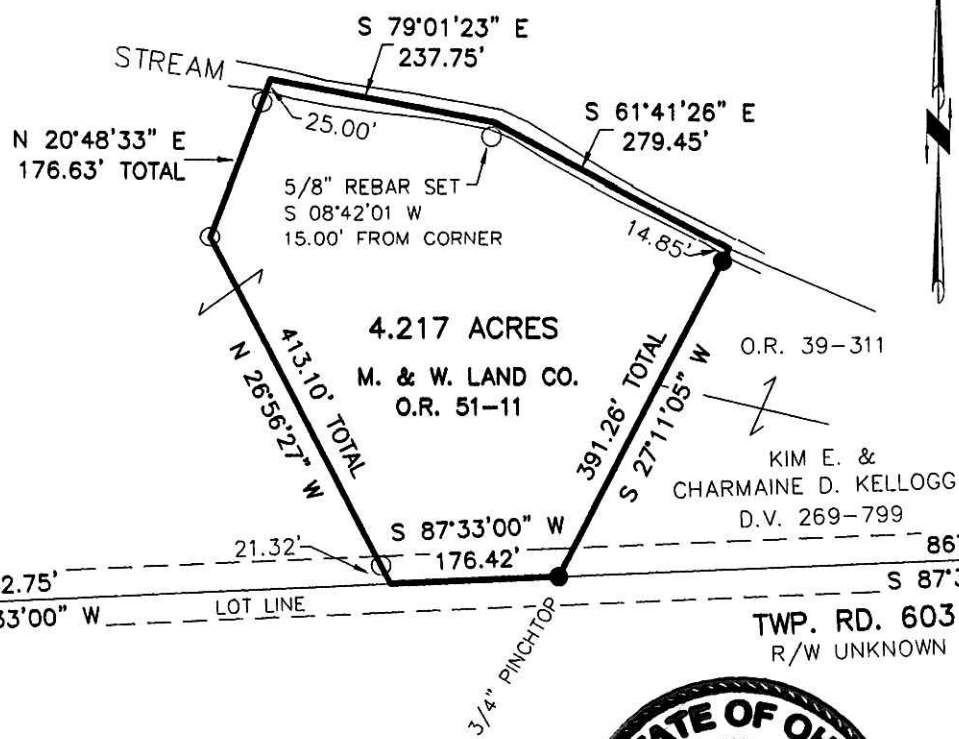 S 79°01'23" E
237.75'
STREAM
S 61°41'26" E
279.45'
N 20°48'33" E
176.63' TOTAL
25.00'
5/8" REBAR SET
S 08°42'01 W
15.00' FROM CORNER
14.85'
4.217 ACRES
M. & W. LAND CO.
O.R. 51-11
O.R. 39-311
413.10' TOTAL
N 26°56'27" W
391.26' TOTAL
S 27°11'05" W
KIM E. &
CHARMAINE D. KELLOGG
D.V. 269-799
S 87°33'00" W
176.42'
21.32'
2.75'
33'00" W
LOT LINE
86
S 87°3
TWP. RD. 603
R/W UNKNOWN
3/4" PINCHTOP
ATE OF OH